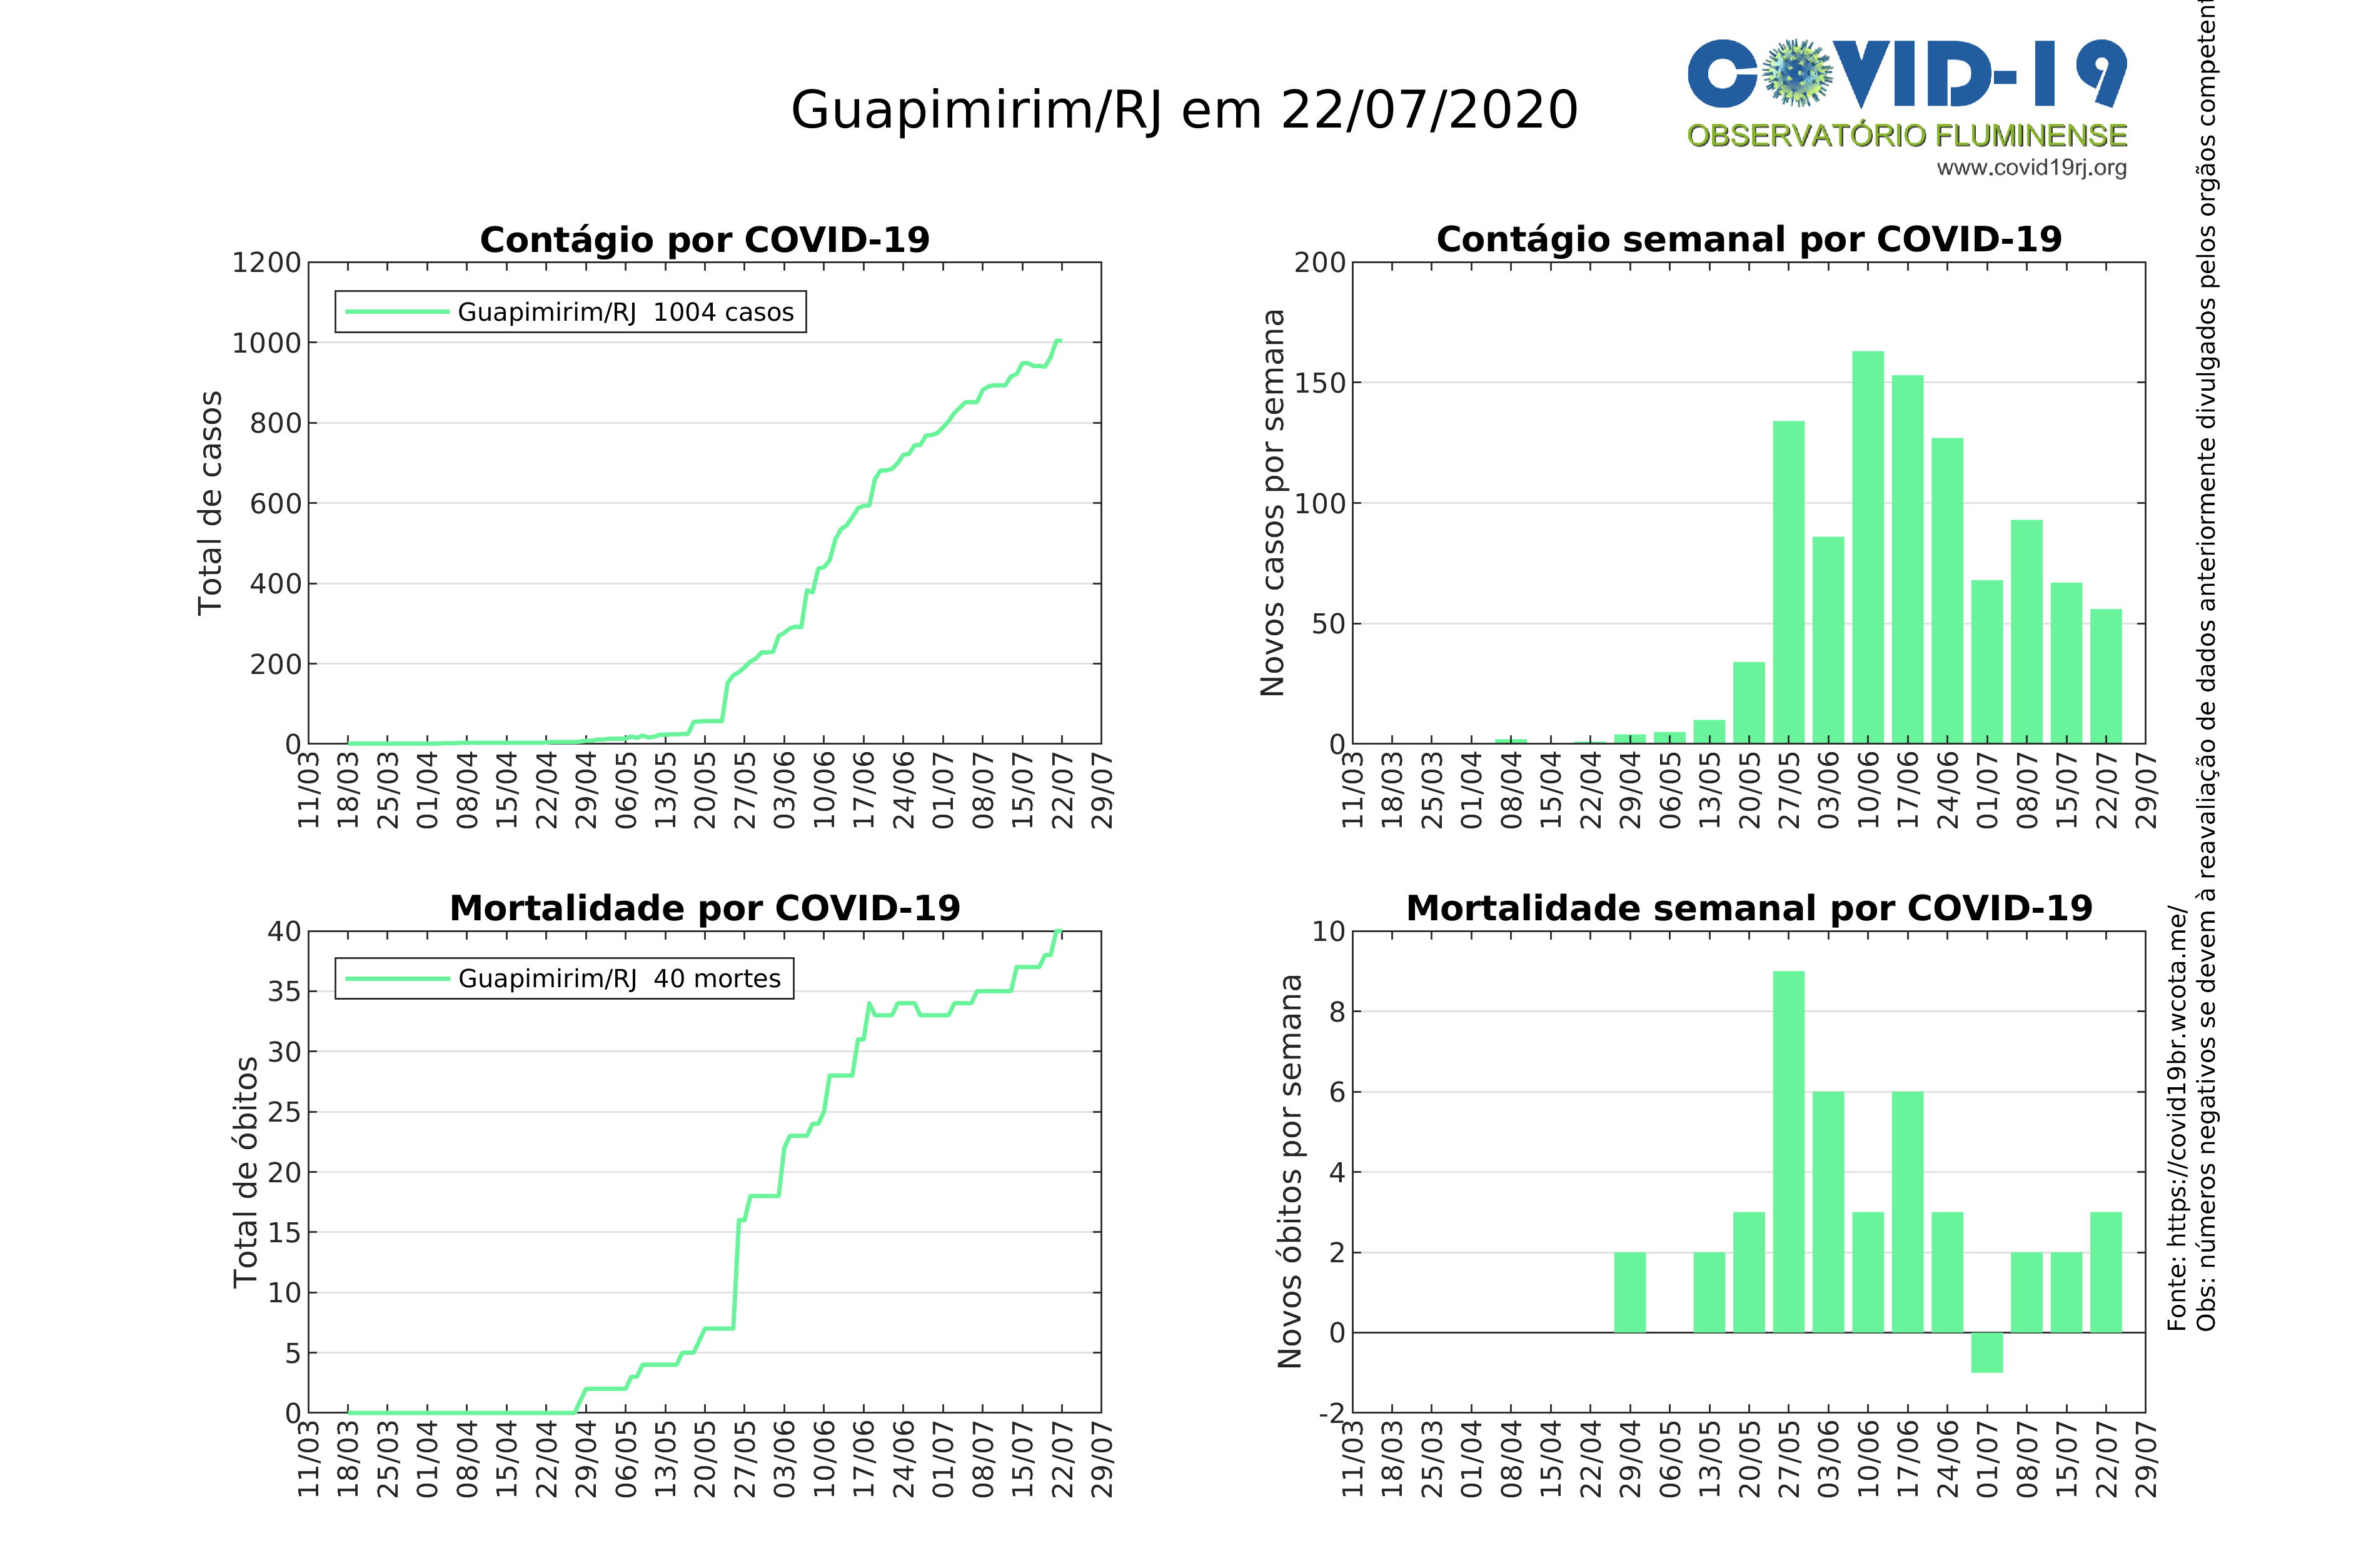 Guapimirim/RJ em 22/07/2020
COVID-19
OBSERVATÓRIO FLUMINENSE
www.covid19rj.org
Contágio por COVID-19
Total de casos
1200
1000
800
600
400
200
0
Guapimirim/RJ 1004 casos
11/03 18/03 25/03 01/04 08/04 15/04 22/04 29/04 06/05 13/05 20/05 27/05 03/06 10/06 17/06 24/06 01/07 08/07 15/07 22/07 29/07
Contágio semanal por COVID-19
Novos casos por semana
200
150
100
50
0
11/03 18/03 25/03 01/04 08/04 15/04 22/04 29/04 06/05 13/05 20/05 27/05 03/06 10/06 17/06 24/06 01/07 08/07 15/07 22/07 29/07
Mortalidade por COVID-19
Total de óbitos
40
35
30
25
20
15
10
5
0
Guapimirim/RJ 40 mortes
11/03 18/03 25/03 01/04 08/04 15/04 22/04 29/04 06/05 13/05 20/05 27/05 03/06 10/06 17/06 24/06 01/07 08/07 15/07 22/07 29/07
Mortalidade semanal por COVID-19
Novos óbitos por semana
10
8
6
4
2
0
-2
11/03 18/03 25/03 01/04 08/04 15/04 22/04 29/04 06/05 13/05 20/05 27/05 03/06 10/06 17/06 24/06 01/07 08/07 15/07 22/07 29/07
Fonte: https://covid19br.wcota.me/
Obs: números negativos se devem à reavaliação de dados anteriormente divulgados pelos orgãos competent